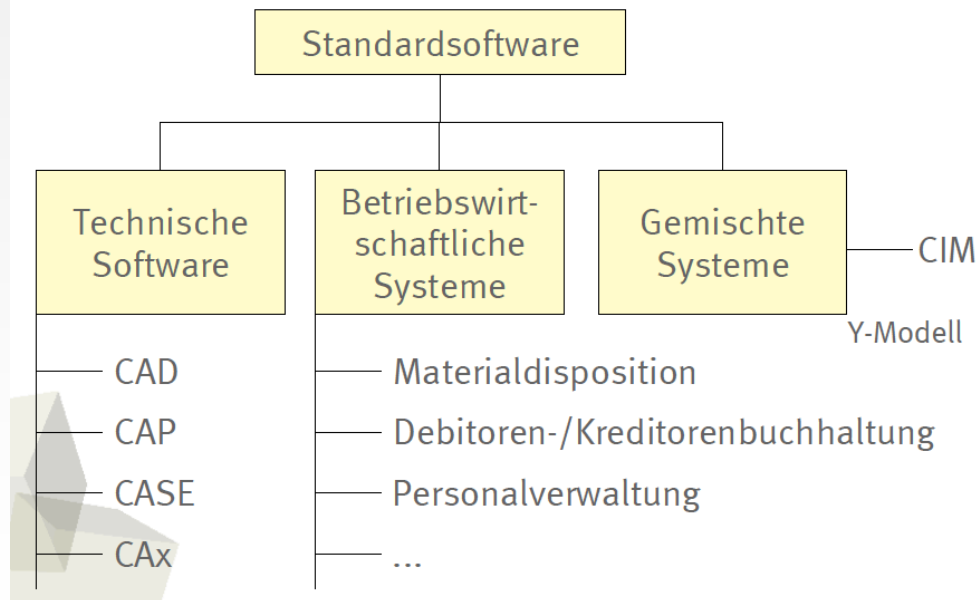 Standardsoftware
Technische
Software
Betriebswirt-
schaftliche
Systeme
Gemischte
Systeme
CIM
Y-Modell
CAD
CAP
CASE
CAx
Materialdisposition
Debitoren-/Kreditorenbuchhaltung
Personalverwaltung
...